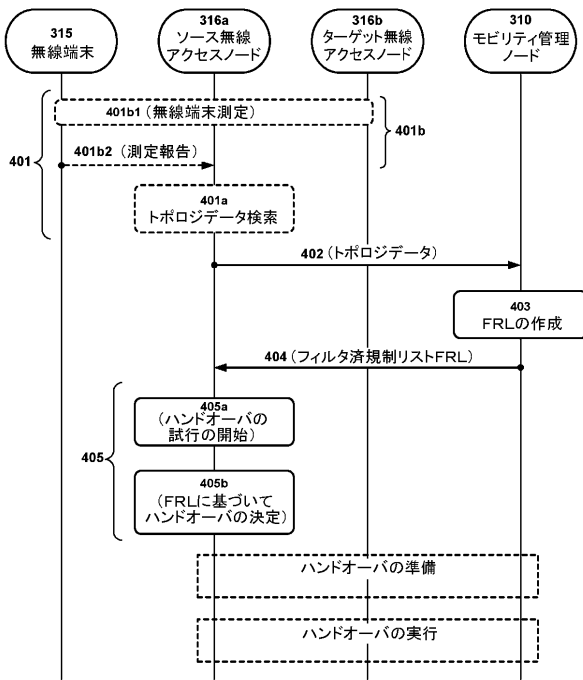 315
無線端末
316a
ソース無線
アクセスノード
316b
ターゲット無線
アクセスノード
310
モビリティ管理
ノード
401b1(無線端末測定)
401b
401
401b2 (測定報告)
401a
トポロジデータ検索
402(トポロジデータ)
403
FRLの作成
404 (フィルタ済規制リストFRL)
405a
(ハンドオーバの
試行の開始)
405
405b
(FRLに基づいて
ハンドオーバの決定)
ハンドオーバの準備
ハンドオーバの実行